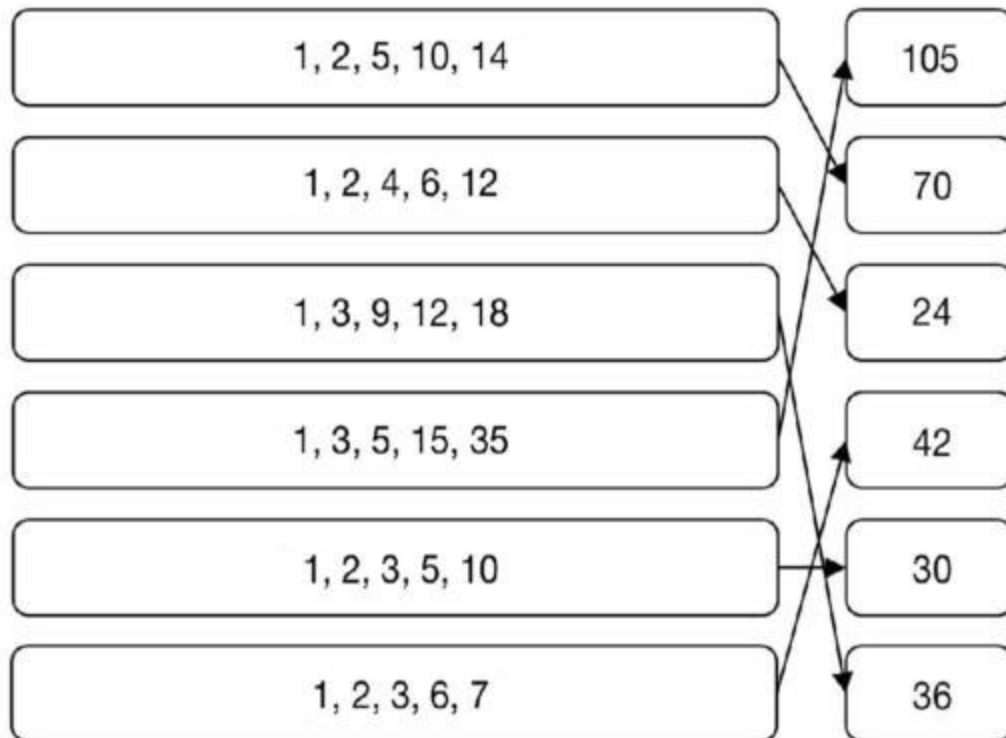 1, 2, 5, 10, 14
105
1, 2, 4, 6, 12
70
1, 3, 9, 12, 18
24
1, 3, 5, 15, 35
42
1, 2, 3, 5, 10
30
1, 2, 3, 6, 7
36